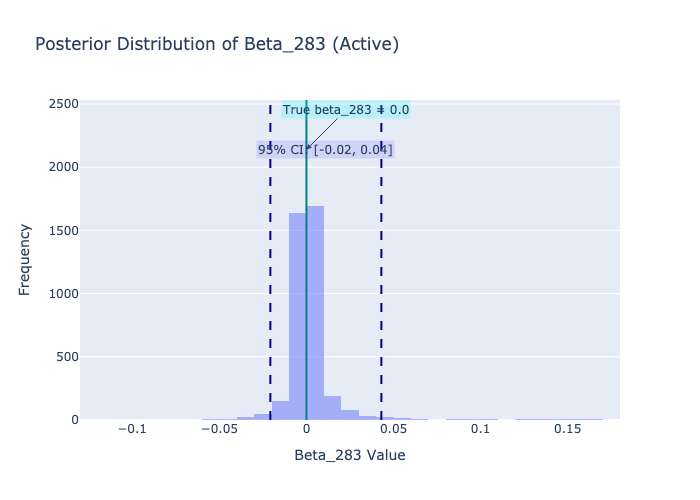 Posterior Distribution of Beta_283 (Active)
2500
True beta_283 = 0.0
95% CI: [-0.02, 0.04]
2000
1500
1000
500
0
Frequency
−0.1
−0.05
0
0.05
0.1
0.15
Beta_283 Value